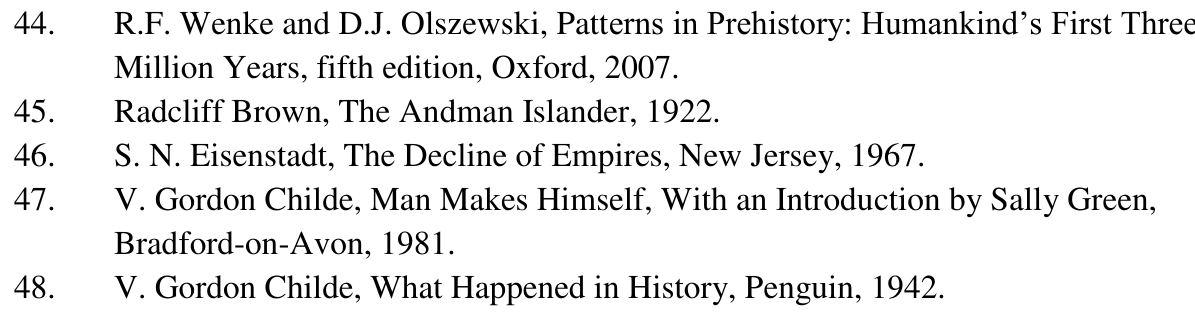 44. R.F. Wenke and D.J. Olszewski, Patterns in Prehistory: Humankind’s First Three
Million Years, fifth edition, Oxford, 2007.
45. Radcliff Brown, The Andman Islander, 1922.
46. S. N. Eisenstadt, The Decline of Empires, New Jersey, 1967.
47. V. Gordon Childe, Man Makes Himself, With an Introduction by Sally Green,
Bradford-on-Avon, 1981.
48. V. Gordon Childe, What Happened in History, Penguin, 1942.